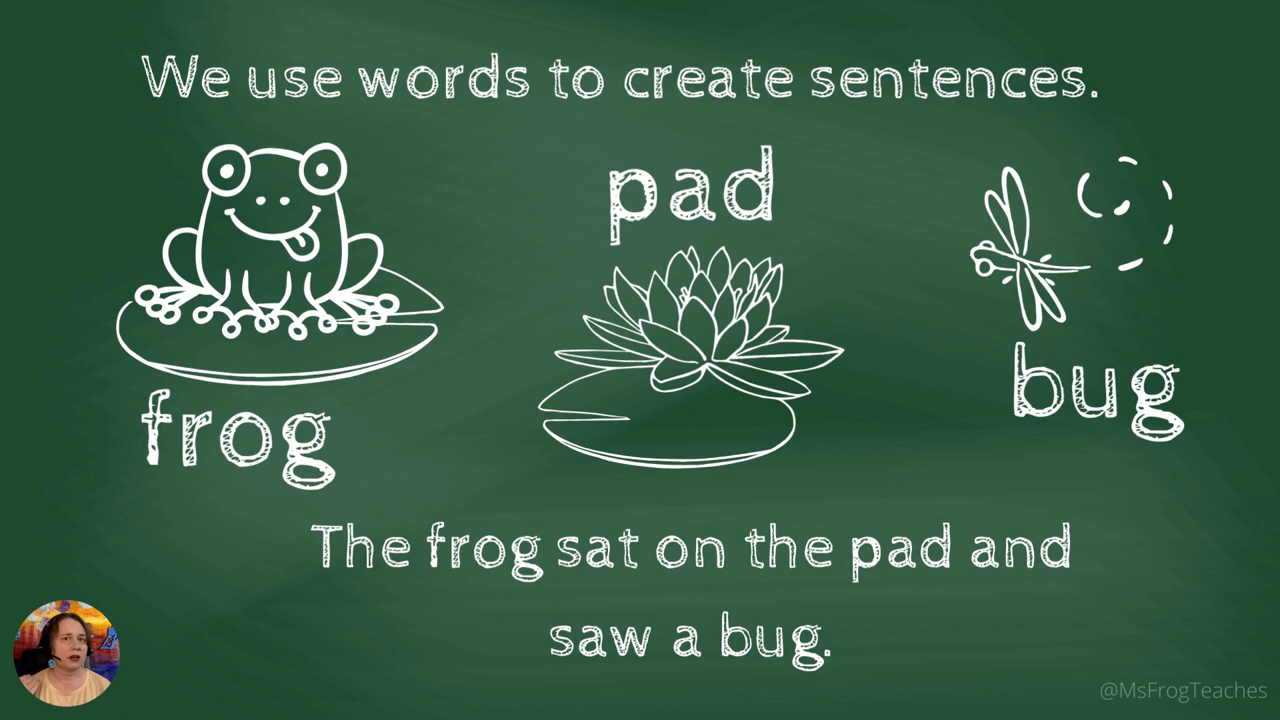 We use words to create sentences.
pad
frog
bug
The frog sat on the pad and
saw a bug.
@MsFrogTeaches